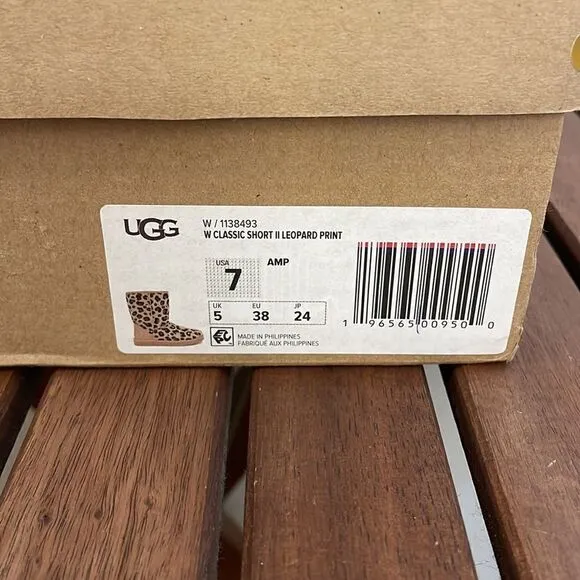 UGG
W / 1138493
W CLASSIC SHORT II LEOPARD PRINT
USA
7
AMP
UK EU JP
5 38 24
MADE IN PHILIPPINES
FABRIQUÉ AUX PHILIPPINES
1 96565 00950 0